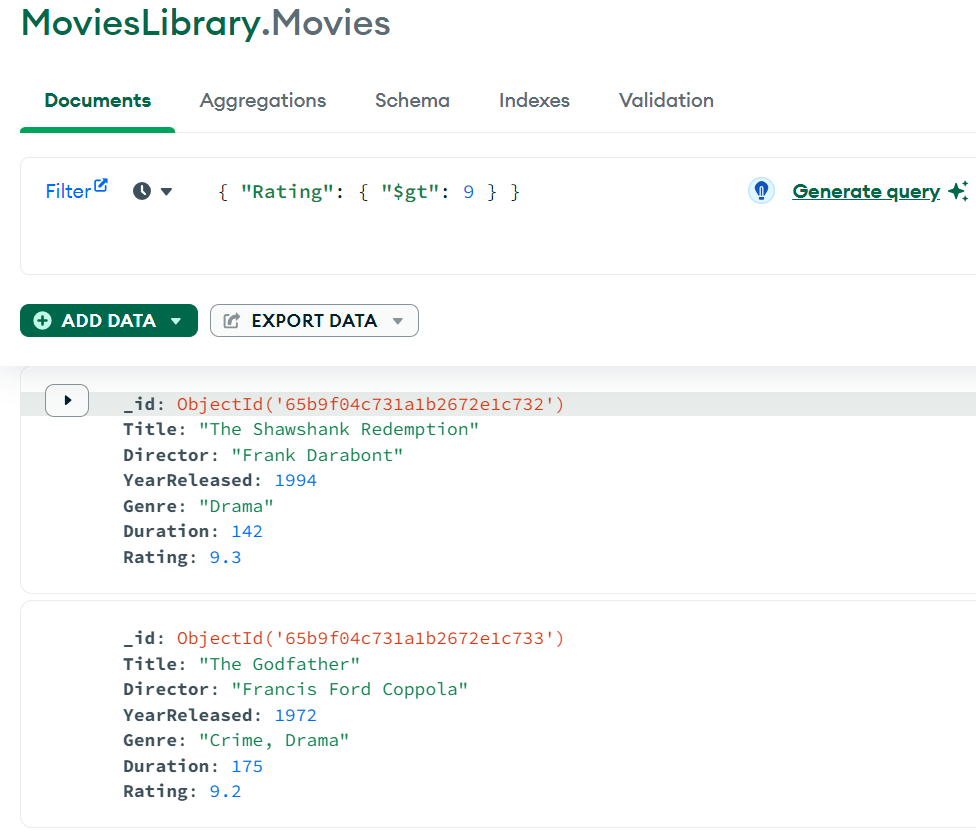 MoviesLibrary.Movies
Documents Aggregations Schema Indexes Validation
Filter { "Rating": { "$gt": 9 } } Generate query
ADD DATA EXPORT DATA
_id: ObjectId('65b9f04c731a1b2672e1c732')
Title: "The Shawshank Redemption"
Director: "Frank Darabont"
YearReleased: 1994
Genre: "Drama"
Duration: 142
Rating: 9.3
_id: ObjectId('65b9f04c731a1b2672e1c733')
Title: "The Godfather"
Director: "Francis Ford Coppola"
YearReleased: 1972
Genre: "Crime, Drama"
Duration: 175
Rating: 9.2